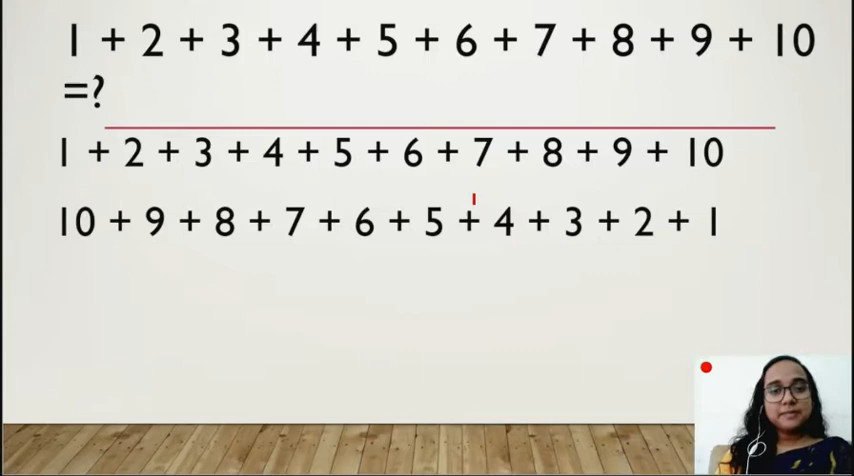 1 + 2 + 3 + 4 + 5 + 6 + 7 + 8 + 9 + 10
=?
1 + 2 + 3 + 4 + 5 + 6 + 7 + 8 + 9 + 10
10 + 9 + 8 + 7 + 6 + 5 + 4 + 3 + 2 + 1